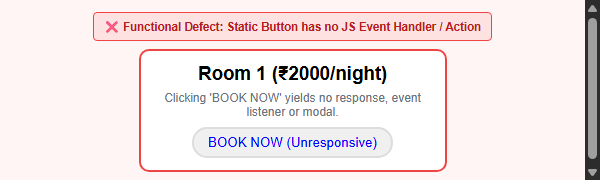 ❌ Functional Defect: Static Button has no JS Event Handler / Action
Room 1 (₹2000/night)
Clicking 'BOOK NOW' yields no response, event
listener or modal.
BOOK NOW (Unresponsive)